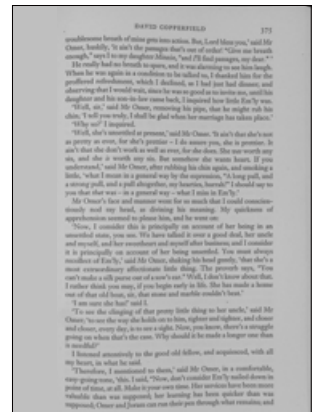 DAVID COPPERFIELD 373
troublesome breath of mine gets into action. But, Lord bless you,' said Mr
Omer, huskily, 'it ain't the passages that's out of order! "Give me breath
enough," says I to my daughter Minnie, "and I'll find passages, my dear."'
He really had no breath to spare, and it was alarming to see him laugh.
When he was again in a condition to be talked to, I thanked him for the
proffered refreshment, which I declined, as I had just had dinner; and
observing that I would wait, since he was so good as to invite me, until his
daughter and his son-in-law came back, I inquired how little Em'ly was.
'Well, sir,' said Mr Omer, removing his pipe, that he might rub his
chin, 'I tell you truly, I shall be glad when her marriage has taken place.'
'Why so?' I inquired.
'Well, she's unsettled at present,' said Mr Omer. 'It ain't that she's not
as pretty as ever, for she's prettier – I do assure you, she is prettier. It
ain't that she don't work as well as ever, for she does. She was worth any
six, and she is worth any six. But somehow she wants heart. If you
understand,' said Mr Omer, after rubbing his chin again, and smoking a
little, 'what I mean in a general way by the expression, "A long pull, and
a strong pull, and a pull altogether, my hearties, hurrah!" I should say to
you that that was – in a general way – what I miss in Em'ly.'
Mr Omer's face and manner went for so much that I could conscien-
tiously nod my head, as divining his meaning. My quickness of
apprehension seemed to please him, and he went on:
'Now, I consider this is principally on account of her being in an
unsettled state, you see. We have talked it over a good deal, her uncle
and myself, and her sweetheart and myself after business; and I consider
it is principally on account of her being unsettled. You must always
recollect of Em'ly,' said Mr Omer, shaking his head gently, 'that she's a
most extraordinary affectionate little thing. The proverb says, "You
can't make a silk purse out of a sow's ear." Well, I don't know about that.
I rather think you may, if you begin early in life. She has made a home
out of that old boat, sir, that stone and marble couldn't beat.'
'I am sure she has!' said I.
'To see the clinging of that pretty little thing to her uncle,' said Mr
Omer; 'to see the way she holds on to him, tighter and tighter, and closer
and closer, every day, is to see a sight. Now, you know, there's a struggle
going on when that's the case. Why should it be made a longer one than
is needful?'
I listened attentively to the good old fellow, and acquiesced, with all
my heart, in what he said.
'Therefore, I mentioned to them,' said Mr Omer, in a comfortable,
easy-going tone, 'this. I said, "Now, don't consider Em'ly nailed down in
point of time, at all. Make it your own time. Her services have been more
valuable than was supposed; her learning has been quicker than was
supposed; Omer and Joram can run their pen through what remains; and